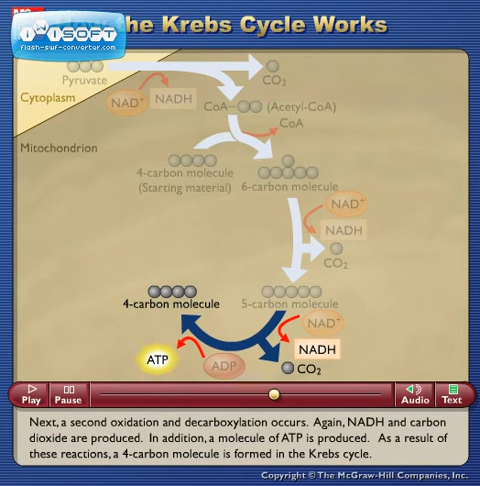 the Krebs Cycle Works
iWiSOFT
flash-swf-converter.com
Pyruvate
CO2
Cytoplasm
NAD+
NADH
CoA
(Acetyl-CoA)
CoA
Mitochondrion
4-carbon molecule
(Starting material)
6-carbon molecule
NAD+
NADH
CO2
4-carbon molecule
5-carbon molecule
NAD+
NADH
ATP
ADP
CO2
Play
Pause
Audio
Text
Next, a second oxidation and decarboxylation occurs. Again, NADH and carbon
dioxide are produced. In addition, a molecule of ATP is produced. As a result of
these reactions, a 4-carbon molecule is formed in the Krebs cycle.
Copyright © The McGraw-Hill Companies, Inc.